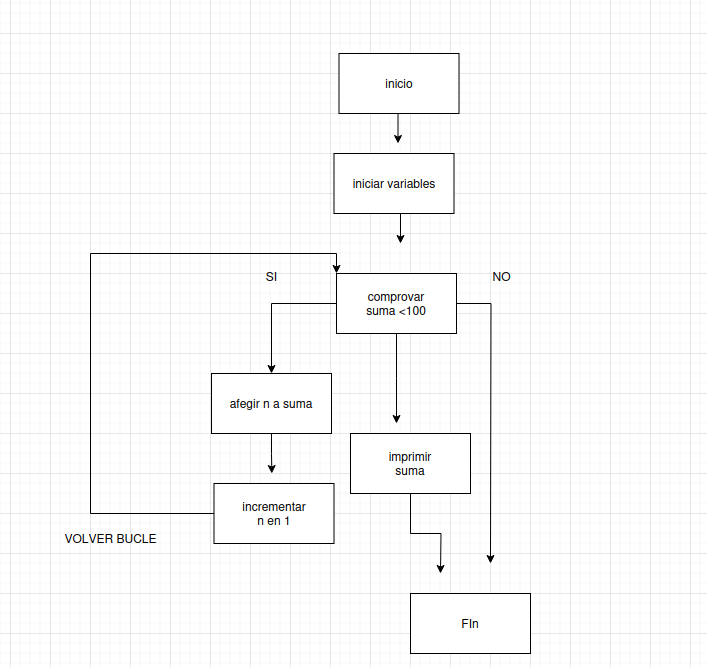 inicio
iniciar variables
SI
NO
comprovar
suma <100
afegir n a suma
imprimir
suma
incrementar
n en 1
VOLVER BUCLE
FIn